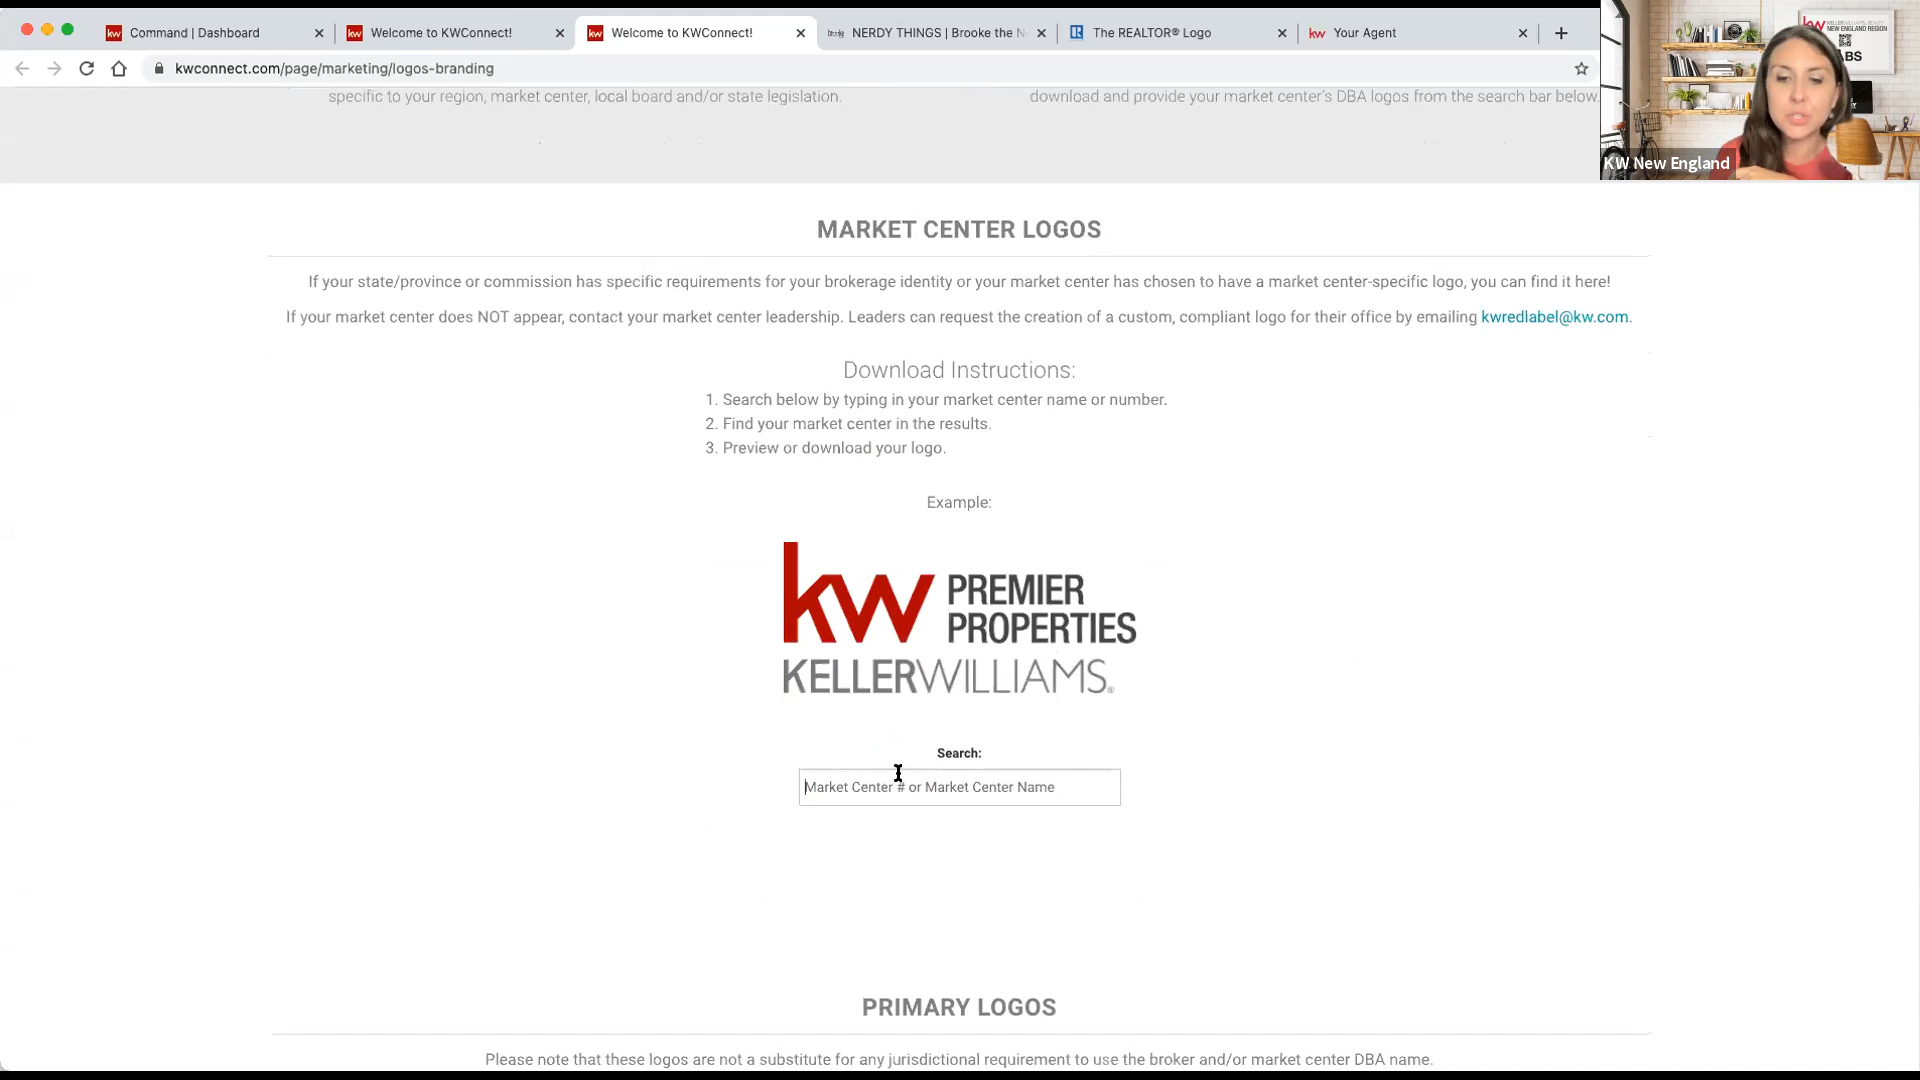 Command | Dashboard
Welcome to KWConnect!
Welcome to KWConnect!
NERDY THINGS | Brooke the N
The REALTOR® Logo
Your Agent
kwconnect.com/page/marketing/logos-branding
specific to your region, market center, local board and/or state legislation.
download and provide your market center's DBA logos from the search bar below.
KELLERWILLIAMS. REALTY
NEW ENGLAND REGION
ABS
KW New England
MARKET CENTER LOGOS
If your state/province or commission has specific requirements for your brokerage identity or your market center has chosen to have a market center-specific logo, you can find it here!
If your market center does NOT appear, contact your market center leadership. Leaders can request the creation of a custom, compliant logo for their office by emailing kwredlabel@kw.com.
Download Instructions:
1. Search below by typing in your market center name or number.
2. Find your market center in the results.
3. Preview or download your logo.
Example:
kw PREMIER
PROPERTIES
KELLERWILLIAMS®
Search:
Market Center # or Market Center Name
PRIMARY LOGOS
Please note that these logos are not a substitute for any jurisdictional requirement to use the broker and/or market center DBA name.